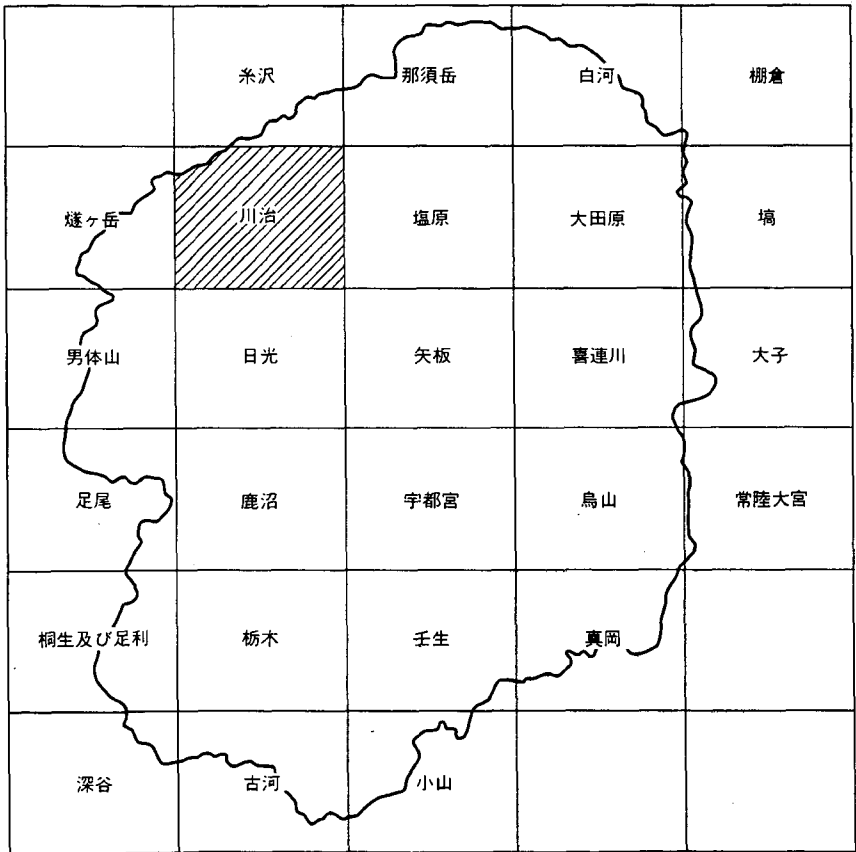 糸沢
那須岳
白河
棚倉
燧ヶ岳
川治
塩原
大田原
塙
男体山
日光
矢板
喜連川
大子
足尾
鹿沼
宇都宮
烏山
常陸大宮
桐生及び足利
栃木
壬生
真岡
深谷
古河
小山